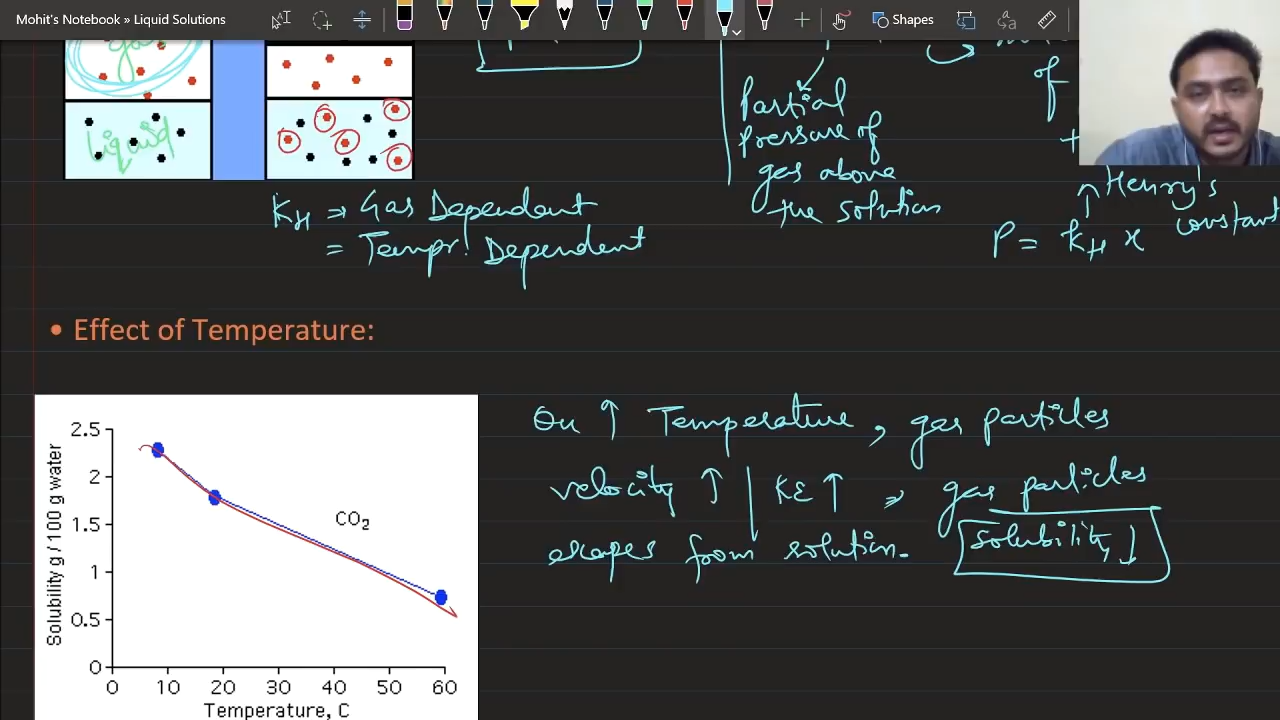 Mohit's Notebook » Liquid Solutions
Shapes
gas
liquid
Partial
pressure of
gas above
the solution
of
+
Henry's
constant
P = KH x
KH ⇒ Gas Dependent
= Tempr. Dependent
• Effect of Temperature:
2.5
2
1.5
1
0.5
0
Solubility g / 100 g water
CO2
0 10 20 30 40 50 60
Temperature, C
On ↑ Temperature, gas particles
velocity ↑ | KE ↑ , gas particles
escapes from solution. Solubility ↓